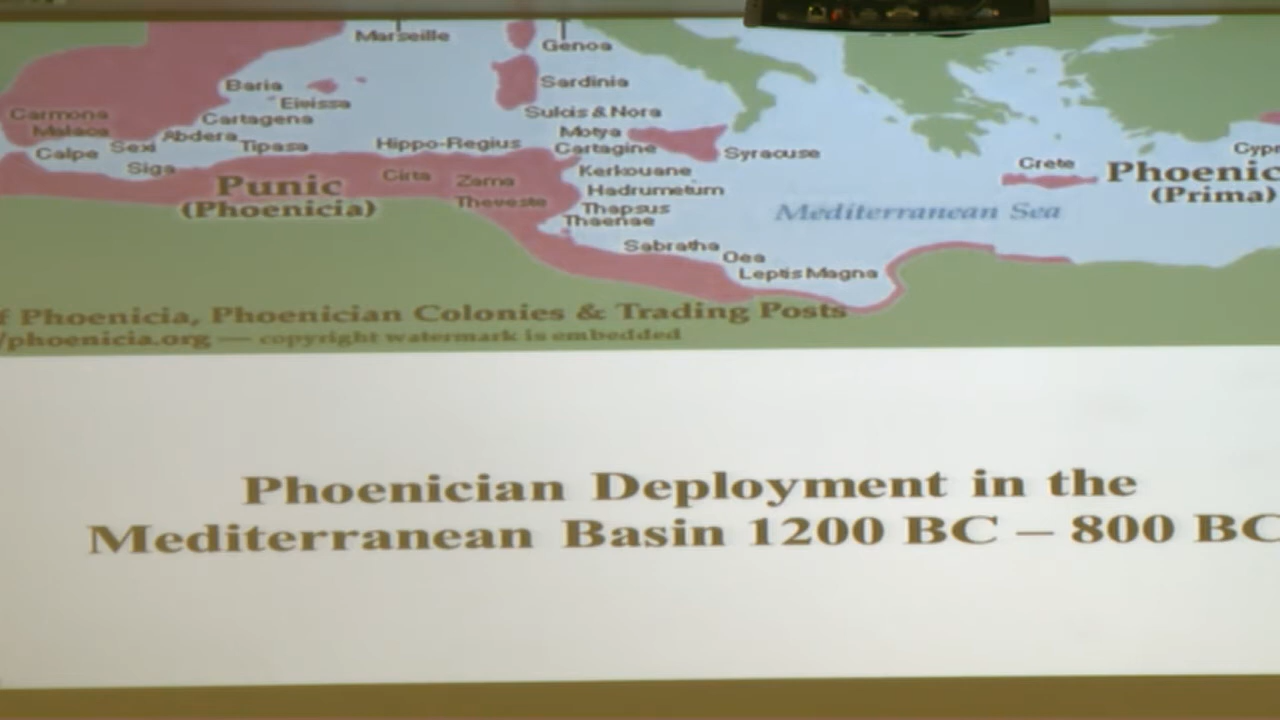 Marseille
Genoa
Baria
Eivissa
Sardinia
Carmona
Cartagena
Sulcis & Nora
Malaca
Abdera
Motya
Calpe
Sexi
Tipasa
Hippo-Regius
Cartagine
Syracuse
Siga
Kerkouane
Crete
Cypr
Punic
(Phoenicia)
Cirta
Zama
Hadrumetum
Phoenic
(Prima)
Theveste
Thapsus
Thaenae
Mediterranean Sea
Sabratha
Oea
Leptis Magna
f Phoenicia, Phoenician Colonies & Trading Posts
/phoenicia.org — copyright watermark is embedded
Phoenician Deployment in the
Mediterranean Basin 1200 BC – 800 BC